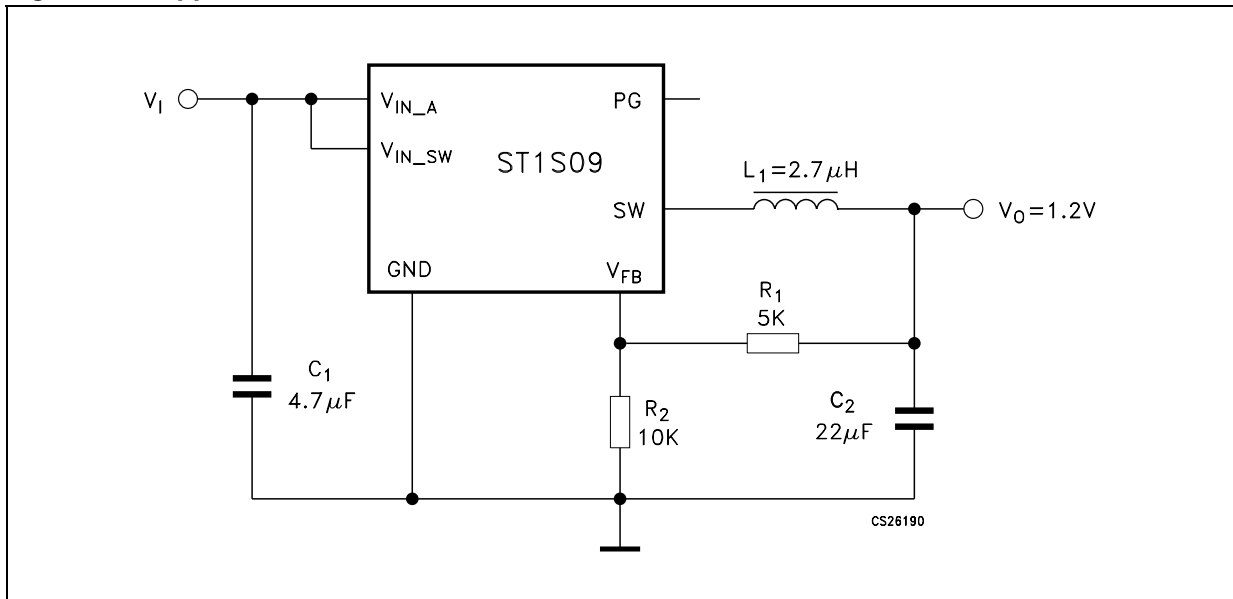 V_I
V_IN_A
V_IN_SW
PG
ST1S09
L_1=2.7μH
SW
V_O=1.2V
GND
V_FB
R_1
5K
C_1
4.7μF
R_2
10K
C_2
22μF
CS26190